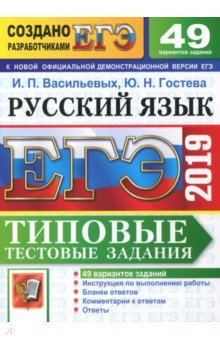 СОЗДАНО
РАЗРАБОТЧИКАМИ
ЕГЭ
49
вариантов заданий
К НОВОЙ ОФИЦИАЛЬНОЙ ДЕМОНСТРАЦИОННОЙ ВЕРСИИ ЕГЭ
И. П. Васильевых, Ю. Н. Гостева
РУССКИЙ ЯЗЫК
ЕГЭ
2019
ТИПОВЫЕ
ТЕСТОВЫЕ ЗАДАНИЯ
49 вариантов заданий
Инструкция по выполнению работы
Бланки ответов
Комментарии к ответам
Ответы